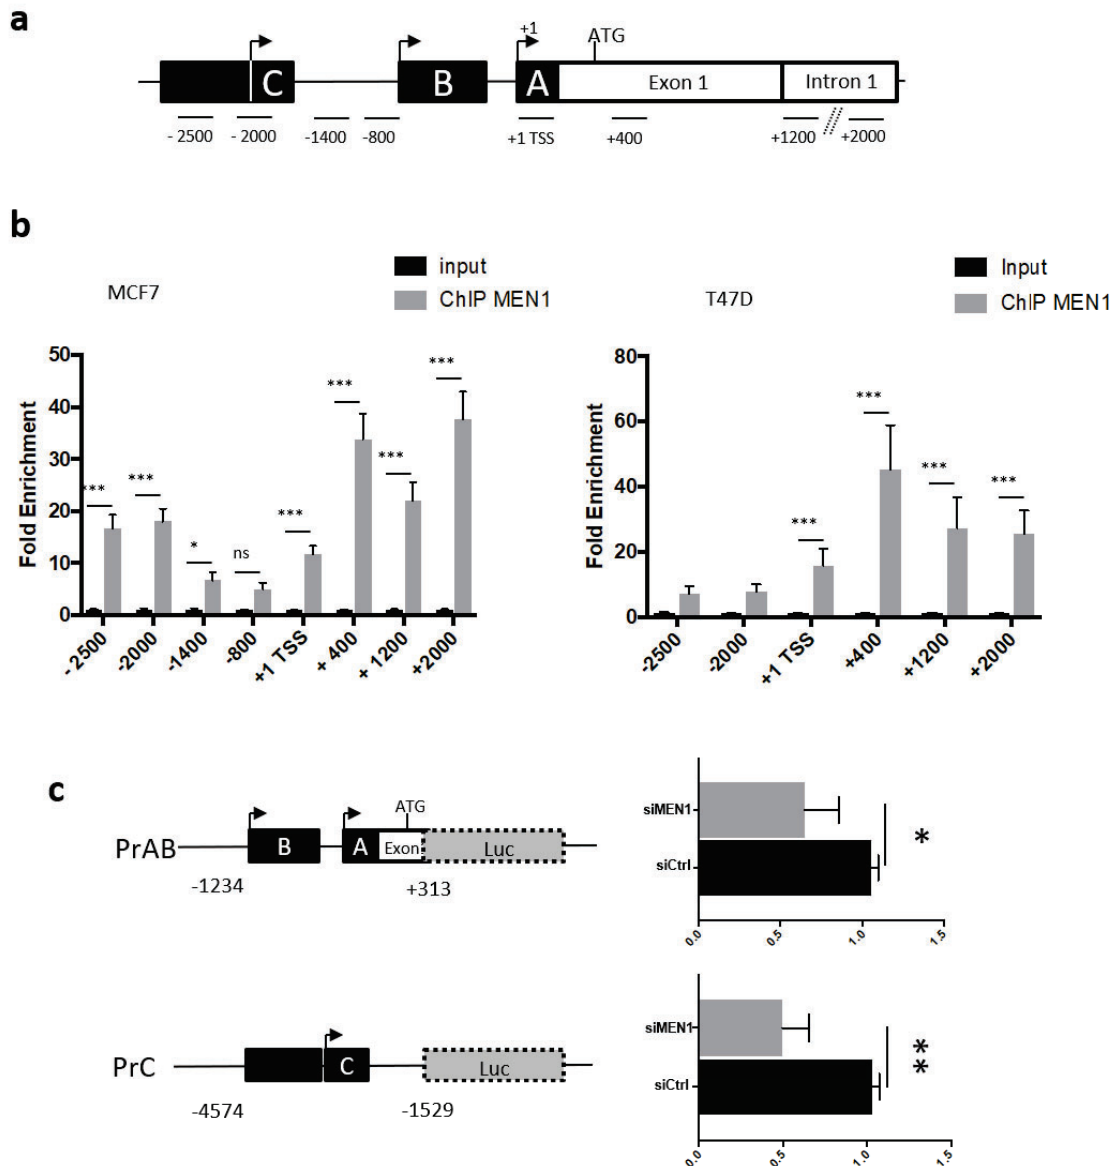 a
+1
ATG
C
B
A
Exon 1
Intron 1
- 2500
- 2000
-1400
-800
+1 TSS
+400
+1200
+2000
b
MCF7
input
ChIP MEN1
T47D
Input
ChIP MEN1
Fold Enrichment
50
40
30
20
10
0
***
***
*
ns
***
***
***
***
- 2500
-2000
-1400
-800
+1 TSS
+ 400
+ 1200
+2000
Fold Enrichment
80
60
40
20
0
***
***
***
***
-2500
-2000
+1 TSS
+400
+1200
+2000
c
PrAB
B
A
ATG
Exon
Luc
-1234
+313
siMEN1
siCtrl
*
0.0
0.5
1.0
1.5
PrC
C
Luc
-4574
-1529
siMEN1
siCtrl
**
0.0
0.5
1.0
1.5